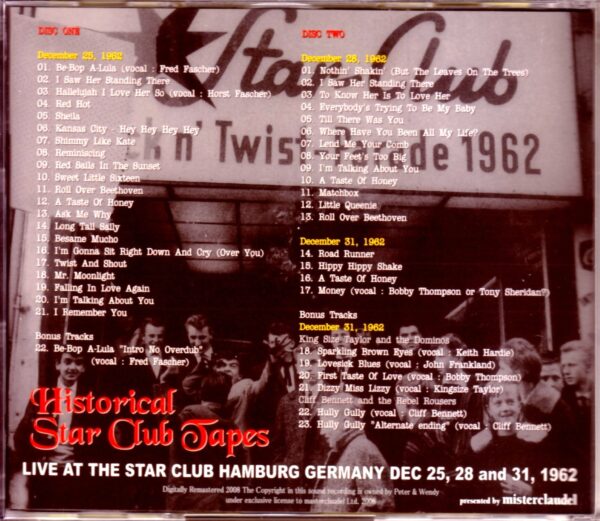 Star Club
n' Twist
de 1962
DISC ONE
December 25, 1962
01. Be-Bop A-Lula (vocal : Fred Fascher)
02. I Saw Her Standing There
03. Hallelujah I Love Her So (vocal : Horst Fascher)
04. Red Hot
05. Sheila
06. Kansas City - Hey Hey Hey Hey
07. Shimmy Like Kate
08. Reminiscing
09. Red Sails In The Sunset
10. Sweet Little Sixteen
11. Roll Over Beethoven
12. A Taste Of Honey
13. Ask Me Why
14. Long Tall Sally
15. Besame Mucho
16. I'm Gonna Sit Right Down And Cry (Over You)
17. Twist and Shout
18. Mr. Moonlight
19. Falling In Love Again
20. I'm Talking About You
21. I Remember You
Bonus Tracks
22. Be-Bop A-Lula "Intro No Overdub"
(vocal : Fred Fascher)
DISC TWO
December 28, 1962
01. Nothin' Shakin' (But The Leaves On The Trees)
02. I Saw Her Standing There
03. To Know Her Is To Love Her
04. Everybody's Trying To Be My Baby
05. Till There Was You
06. Where Have You Been All My Life?
07. Lend Me Your Comb
08. Your Feet's Too Big
09. I'm Talking About You
10. A Taste Of Honey
11. Matchbox
12. Little Queenie
13. Roll Over Beethoven
December 31, 1962
14. Road Runner
15. Hippy Hippy Shake
16. A Taste Of Honey
17. Money (vocal : Bobby Thompson or Tony Sheridan?)
Bonus Tracks
December 31, 1962
King Size Taylor and the Dominos
18. Sparkling Brown Eyes (vocal : Keith Hardie)
19. Lovesick Blues (vocal : John Frankland)
20. First Taste Of Love (vocal : Bobby Thompson)
21. Dizzy Miss Lizzy (vocal : Kingsize Taylor)
Cliff Bennett and the Rebel Rousers
22. Hully Gully (vocal : Cliff Bennett)
23. Hully Gully "Alternate ending" (vocal : Cliff Bennett)
Historical
Star Club Tapes
LIVE AT THE STAR CLUB HAMBURG GERMANY DEC 25, 28 and 31, 1962
Digitally Remastered 2008 The Copyright in this sound recording is owned by Peter & Wendy
under exclusive license to misterclaudel Ltd. 2008
presented by misterclaudel